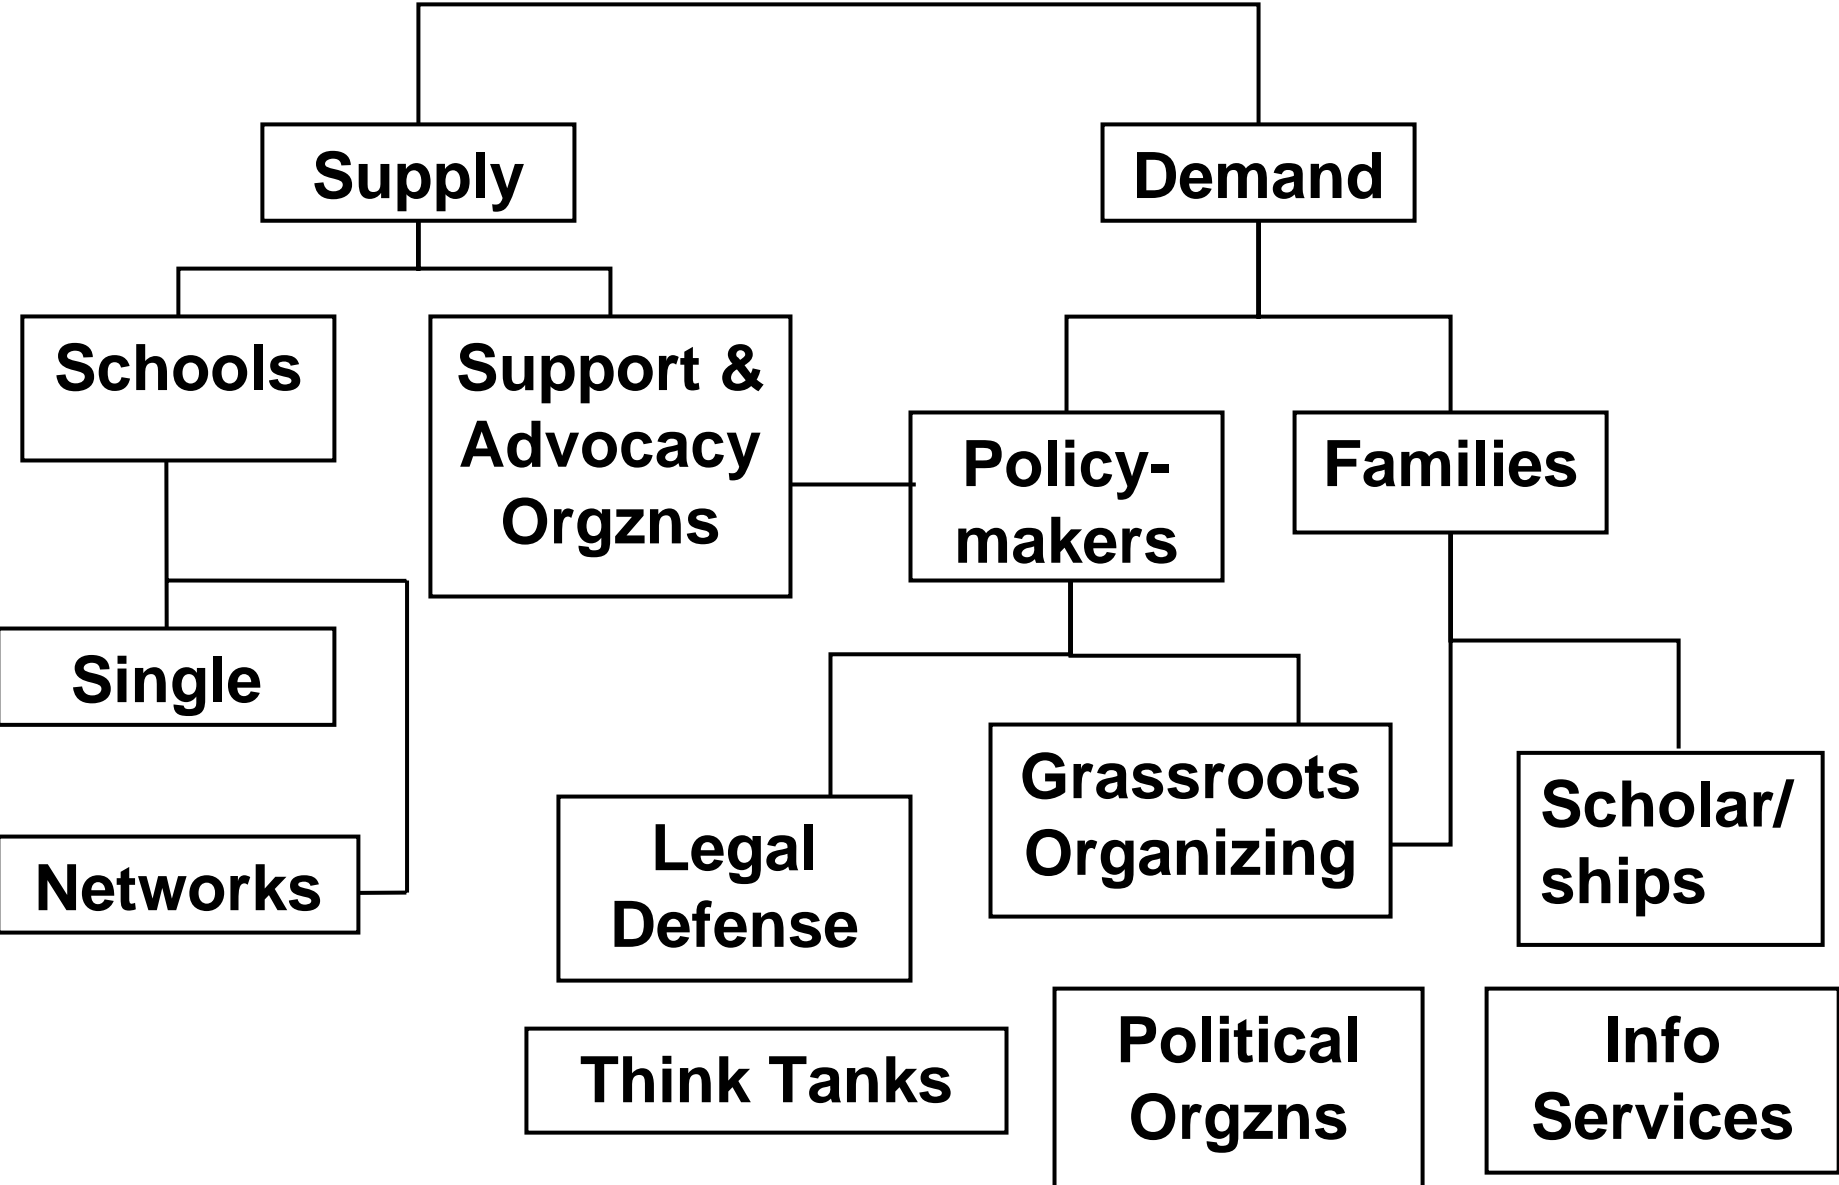 Supply
Demand
Schools
Support &
Advocacy
Orgzns
Policy-
makers
Families
Single
Networks
Legal
Defense
Grassroots
Organizing
Scholar/
ships
Think Tanks
Political
Orgzns
Info
Services